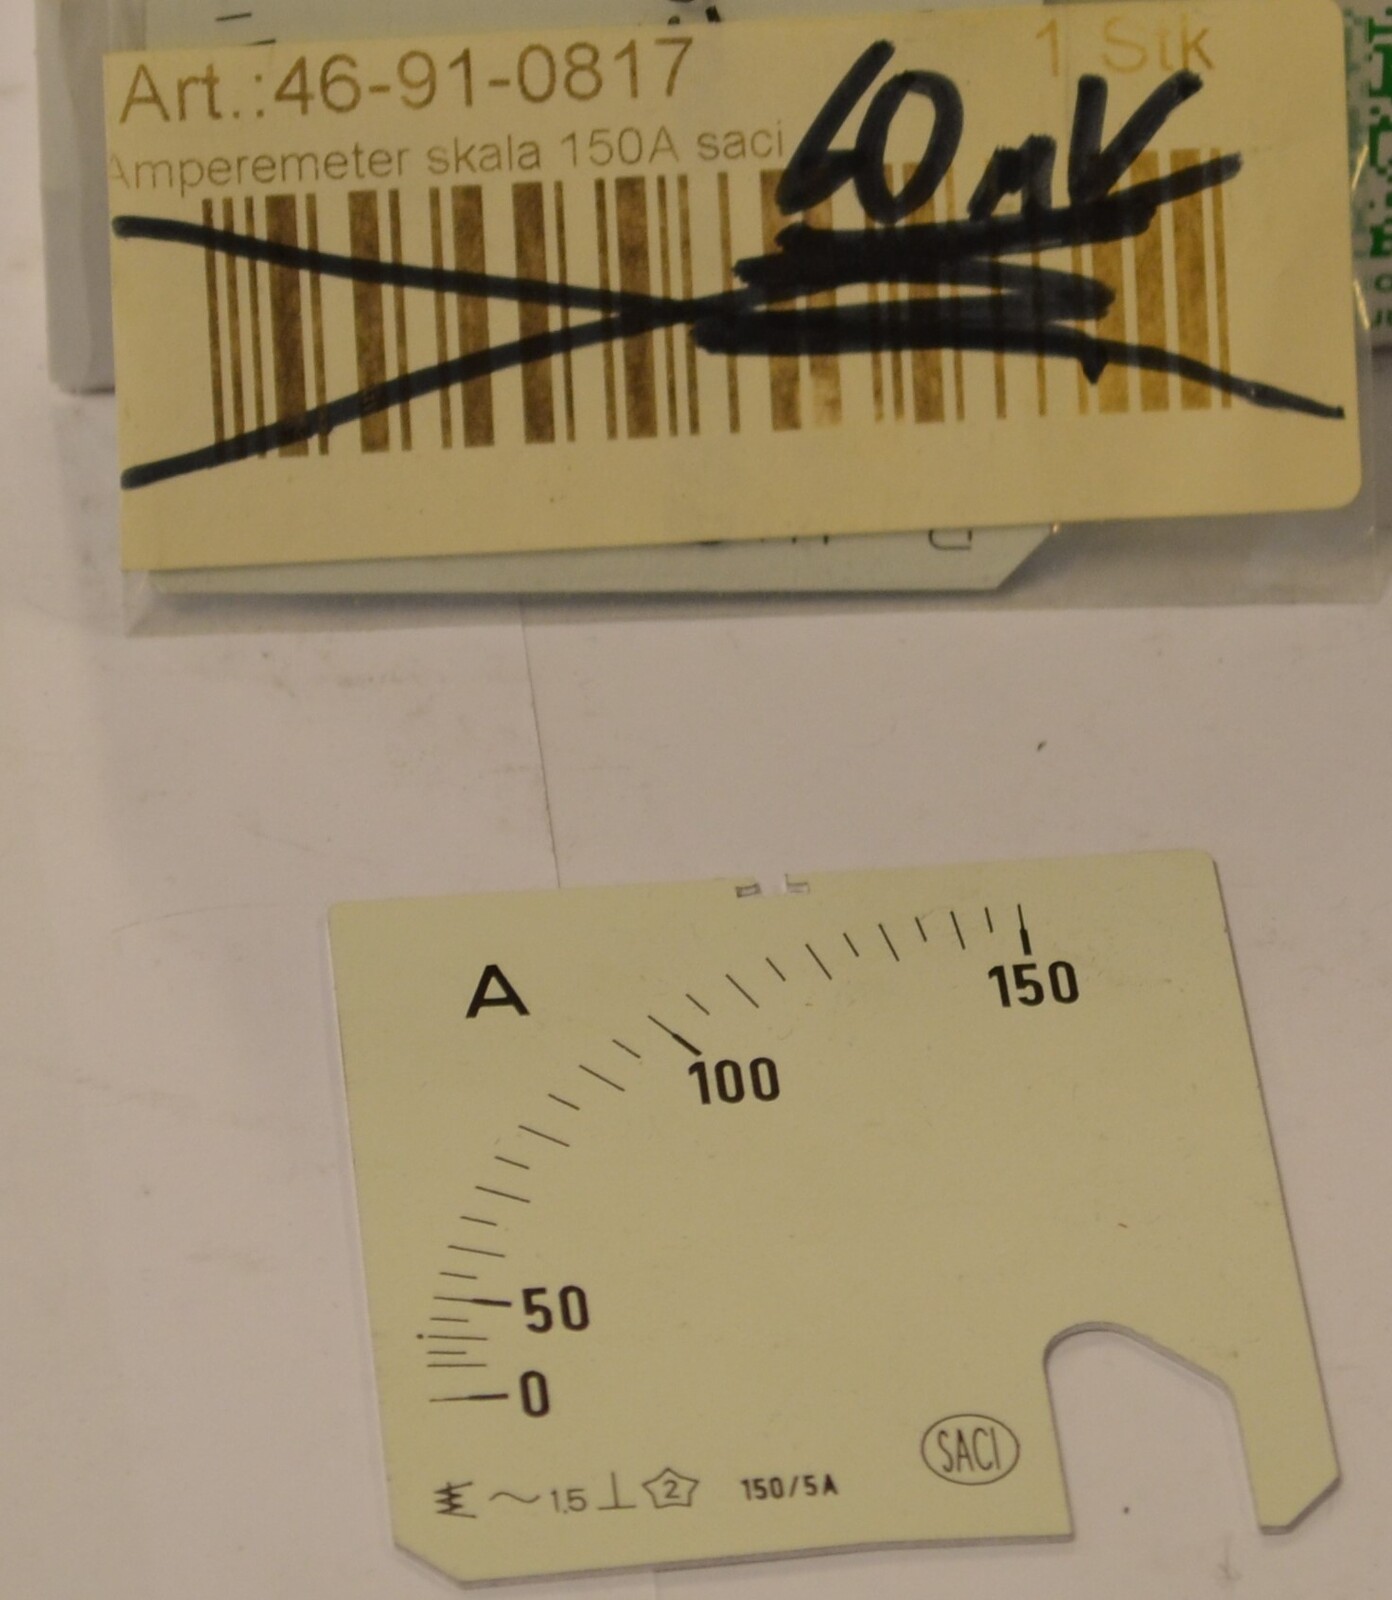 Art.:46-91-0817
1 Stk
Amperemeter skala 150A saci
60mV
A
150
100
50
0
~ 1.5 ⊥ 2 150/5A
SACI